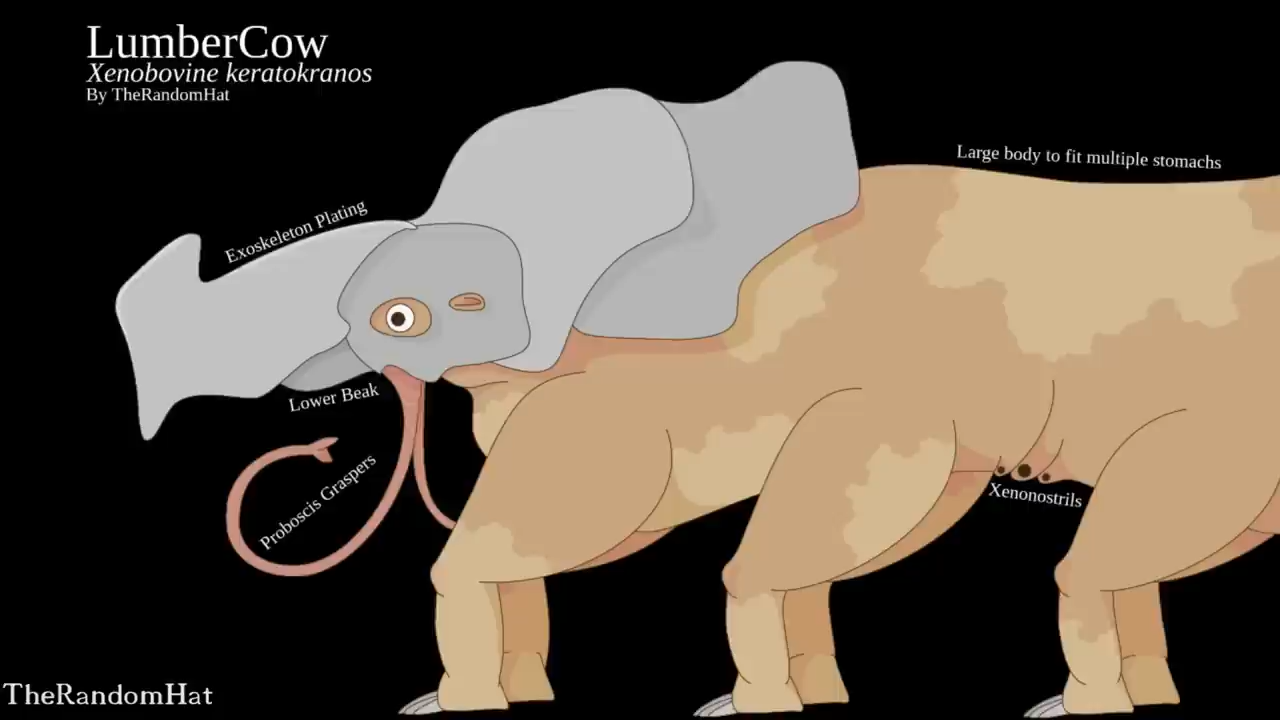 LumberCow
Xenobovine keratokranos
By TheRandomHat
Large body to fit multiple stomachs
Exoskeleton Plating
Lower Beak
Proboscis Graspers
Xenonostrils
TheRandomHat